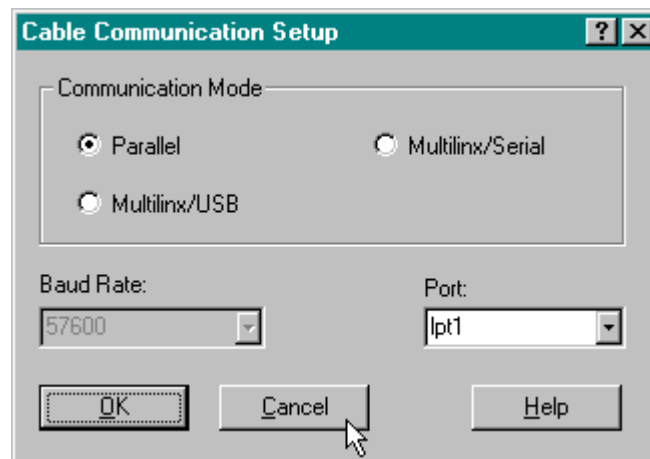 Cable Communication Setup ?
Communication Mode
Parallel Multilinx/Serial
Multilinx/USB
Baud Rate: Port:
57600 lpt1
OK Cancel Help